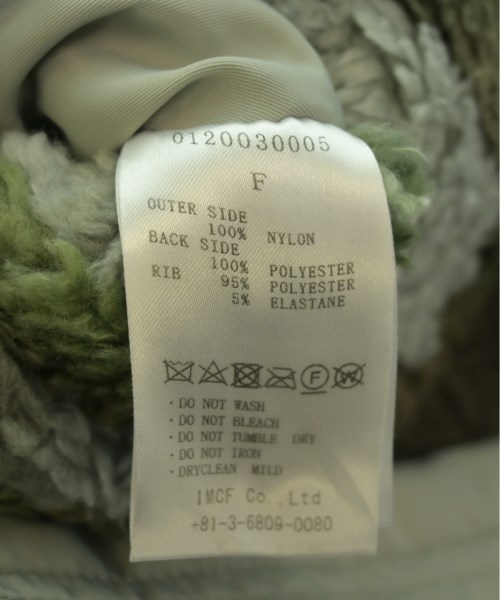 0120030005
F
OUTER SIDE
100% NYLON
BACK SIDE
100% POLYESTER
RIB 95% POLYESTER
5% ELASTANE
F W
・DO NOT WASH
・DO NOT BLEACH
・DO NOT TUMBLE DRY
・DO NOT IRON
・DRYCLEAN MILD
IMCF Co.,Ltd
+81-3-6809-0080